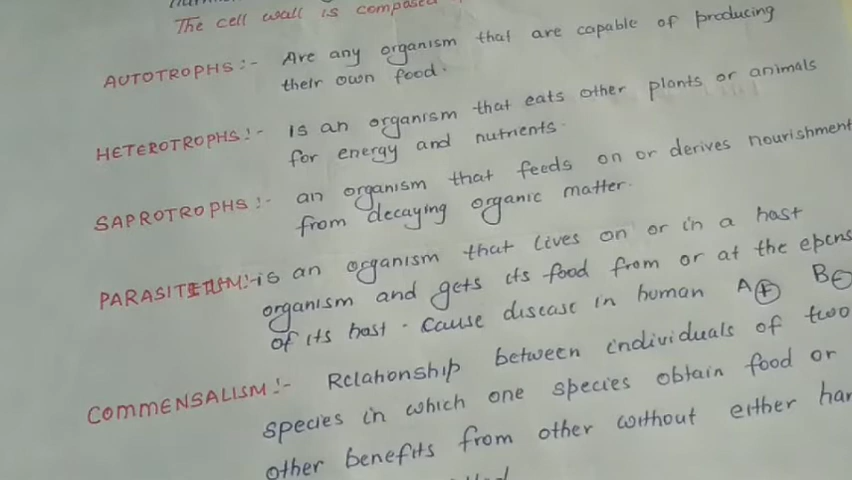 The cell wall is composed
AUTOTROPHS :- Are any organism that are capable of producing
their own food.
HETEROTROPHS :- is an organism that eats other plants or animals
for energy and nutrients.
SAPROTROPHS :- an organism that feeds on or derives nourishment
from decaying organic matter.
PARASITISM :- is an organism that lives on or in a host
organism and gets its food from or at the epens
of its host. cause disease in human A⊕ B⊖
COMMENSALISM :- Relationship between individuals of two
species in which one species obtain food or
other benefits from other without either har